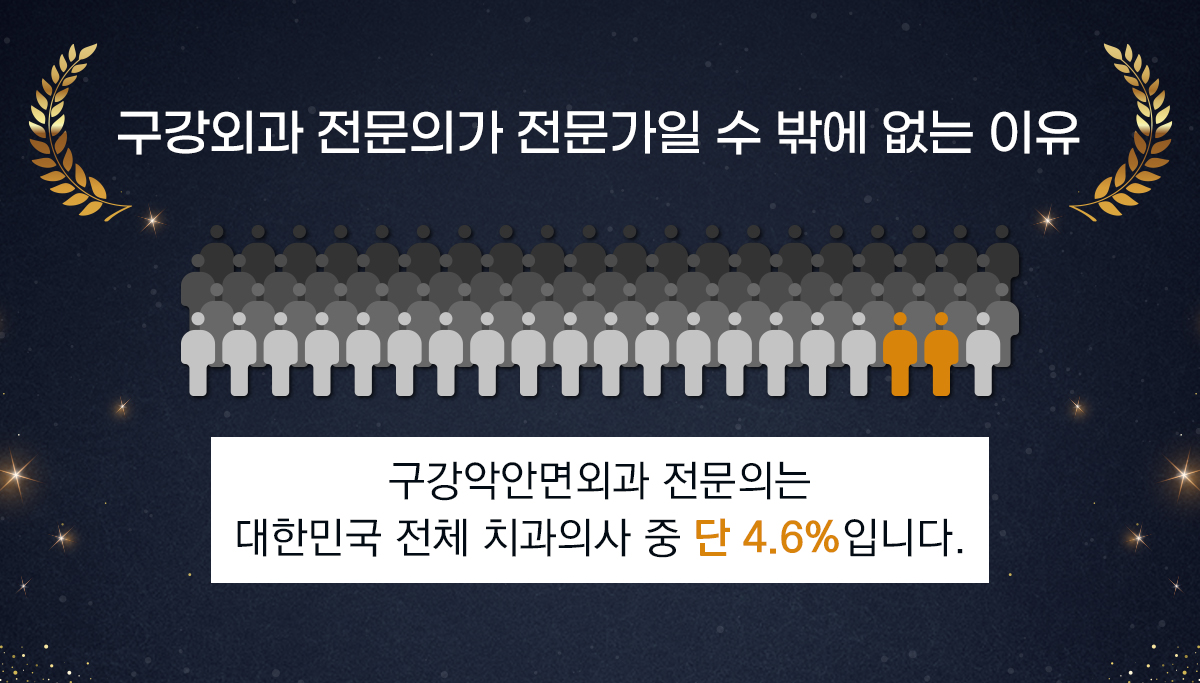 구강외과 전문의가 전문가일 수 밖에 없는 이유
구강악안면외과 전문의는
대한민국 전체 치과의사 중 단 4.6%입니다.